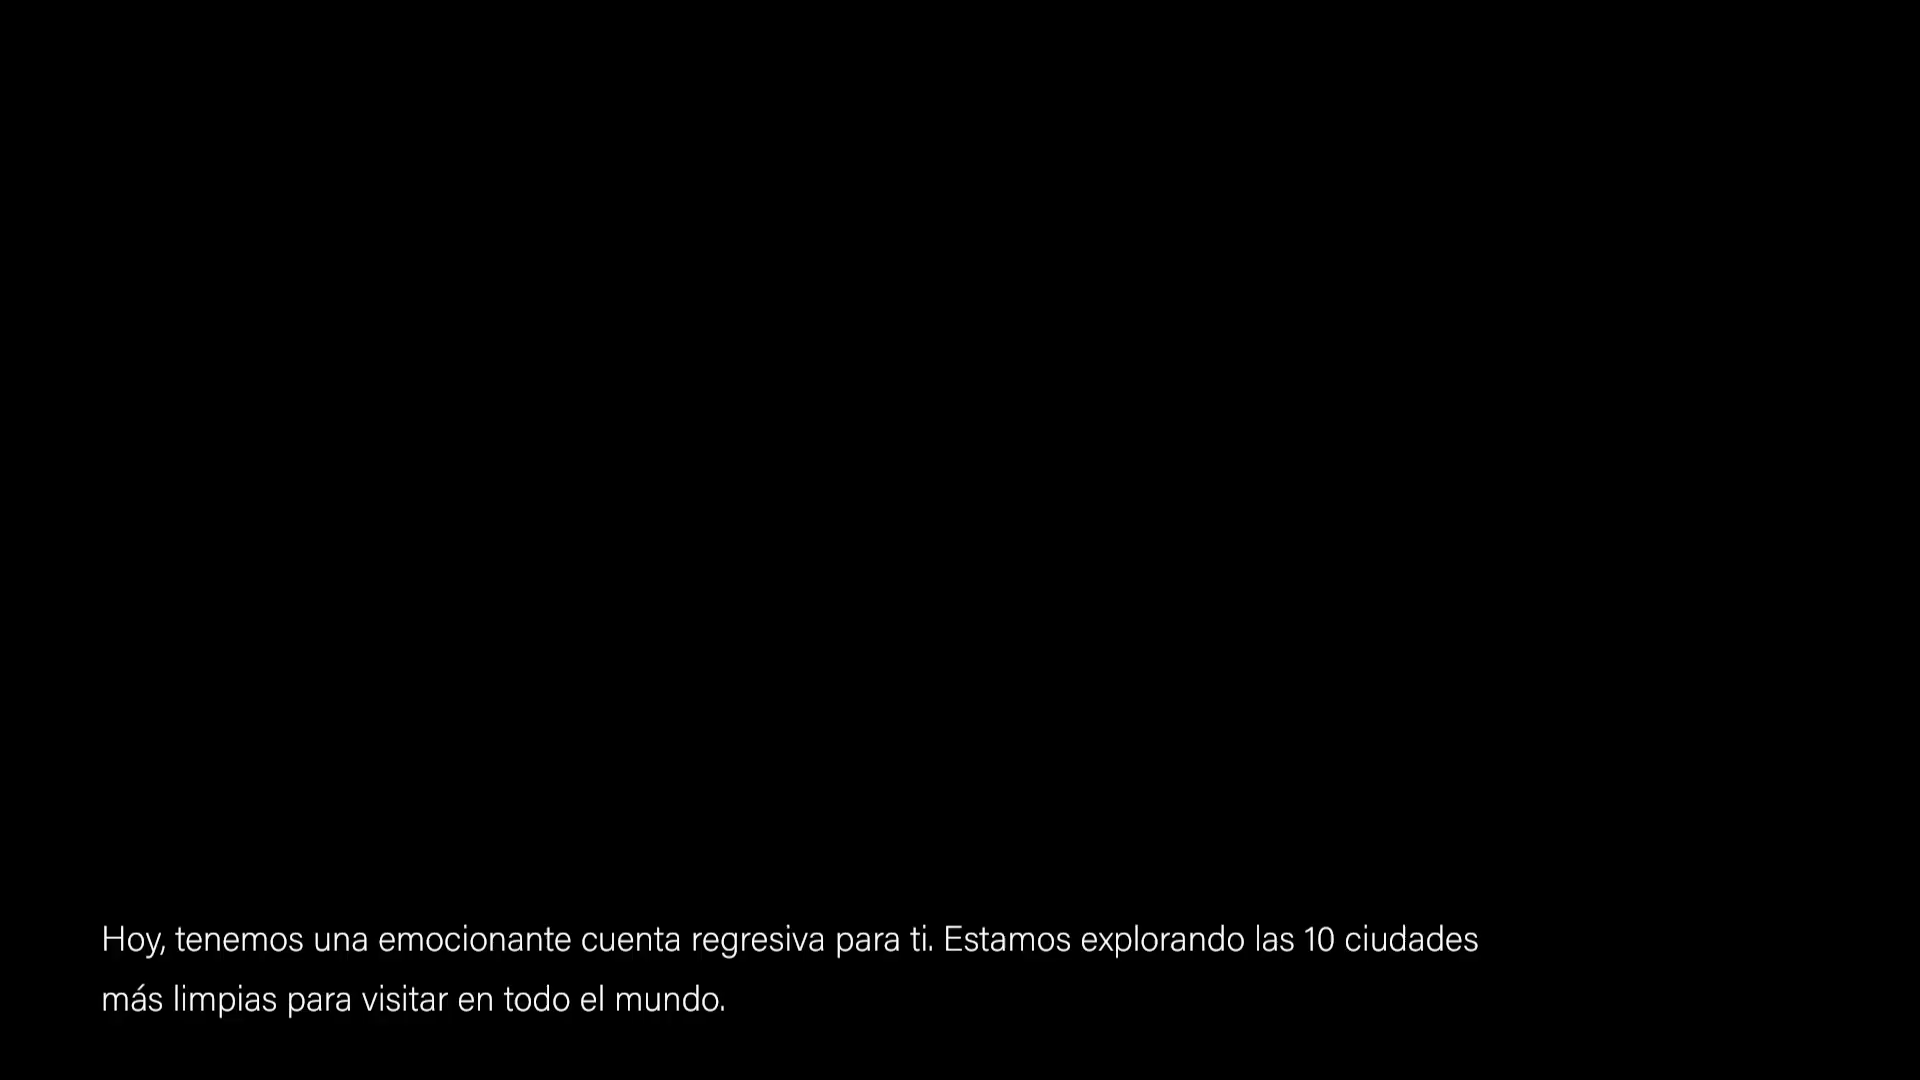 Hoy, tenemos una emocionante cuenta regresiva para ti. Estamos explorando las 10 ciudades
más limpias para visitar en todo el mundo.